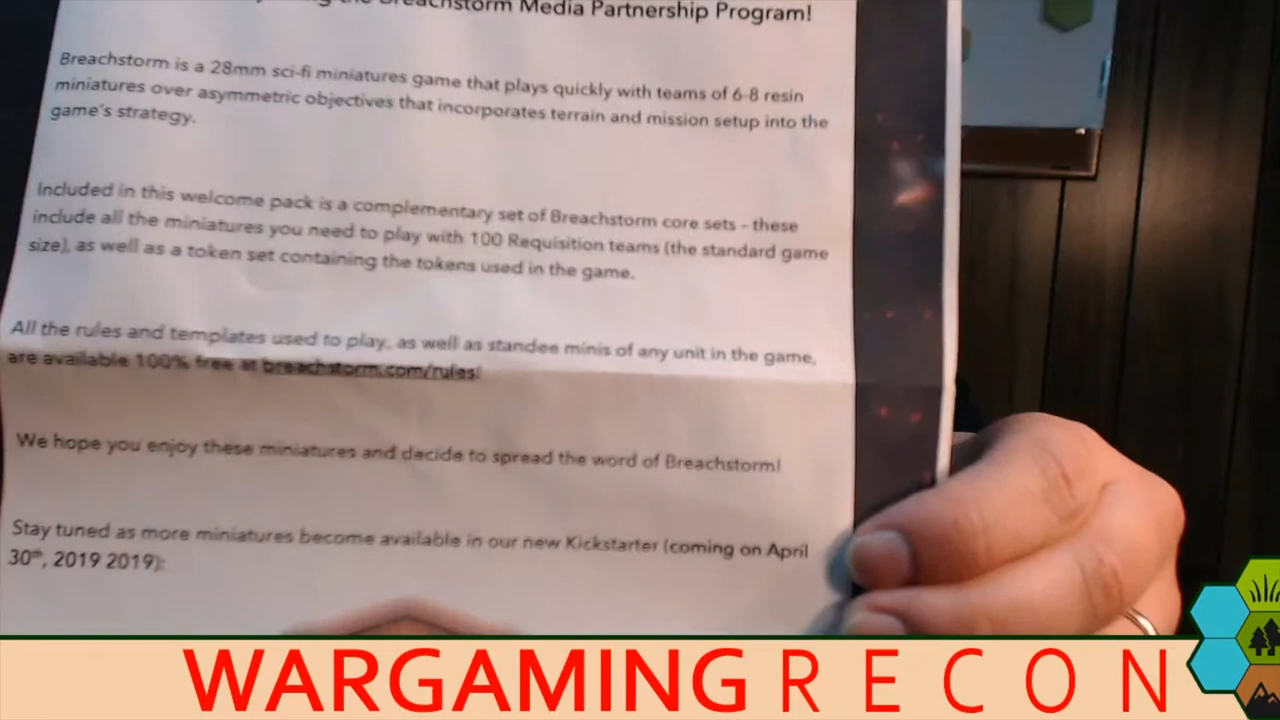 the Breachstorm Media Partnership Program!
Breachstorm is a 28mm sci-fi miniatures game that plays quickly with teams of 6-8 resin
miniatures over asymmetric objectives that incorporates terrain and mission setup into the
game's strategy.
Included in this welcome pack is a complementary set of Breachstorm core sets - these
include all the miniatures you need to play with 100 Requisition teams (the standard game
size), as well as a token set containing the tokens used in the game.
All the rules and templates used to play, as well as standee minis of any unit in the game,
are available 100% free at breachstorm.com/rules!
We hope you enjoy these miniatures and decide to spread the word of Breachstorm!
Stay tuned as more miniatures become available in our new Kickstarter (coming on April
30th, 2019 2019):
WARGAMING RECON